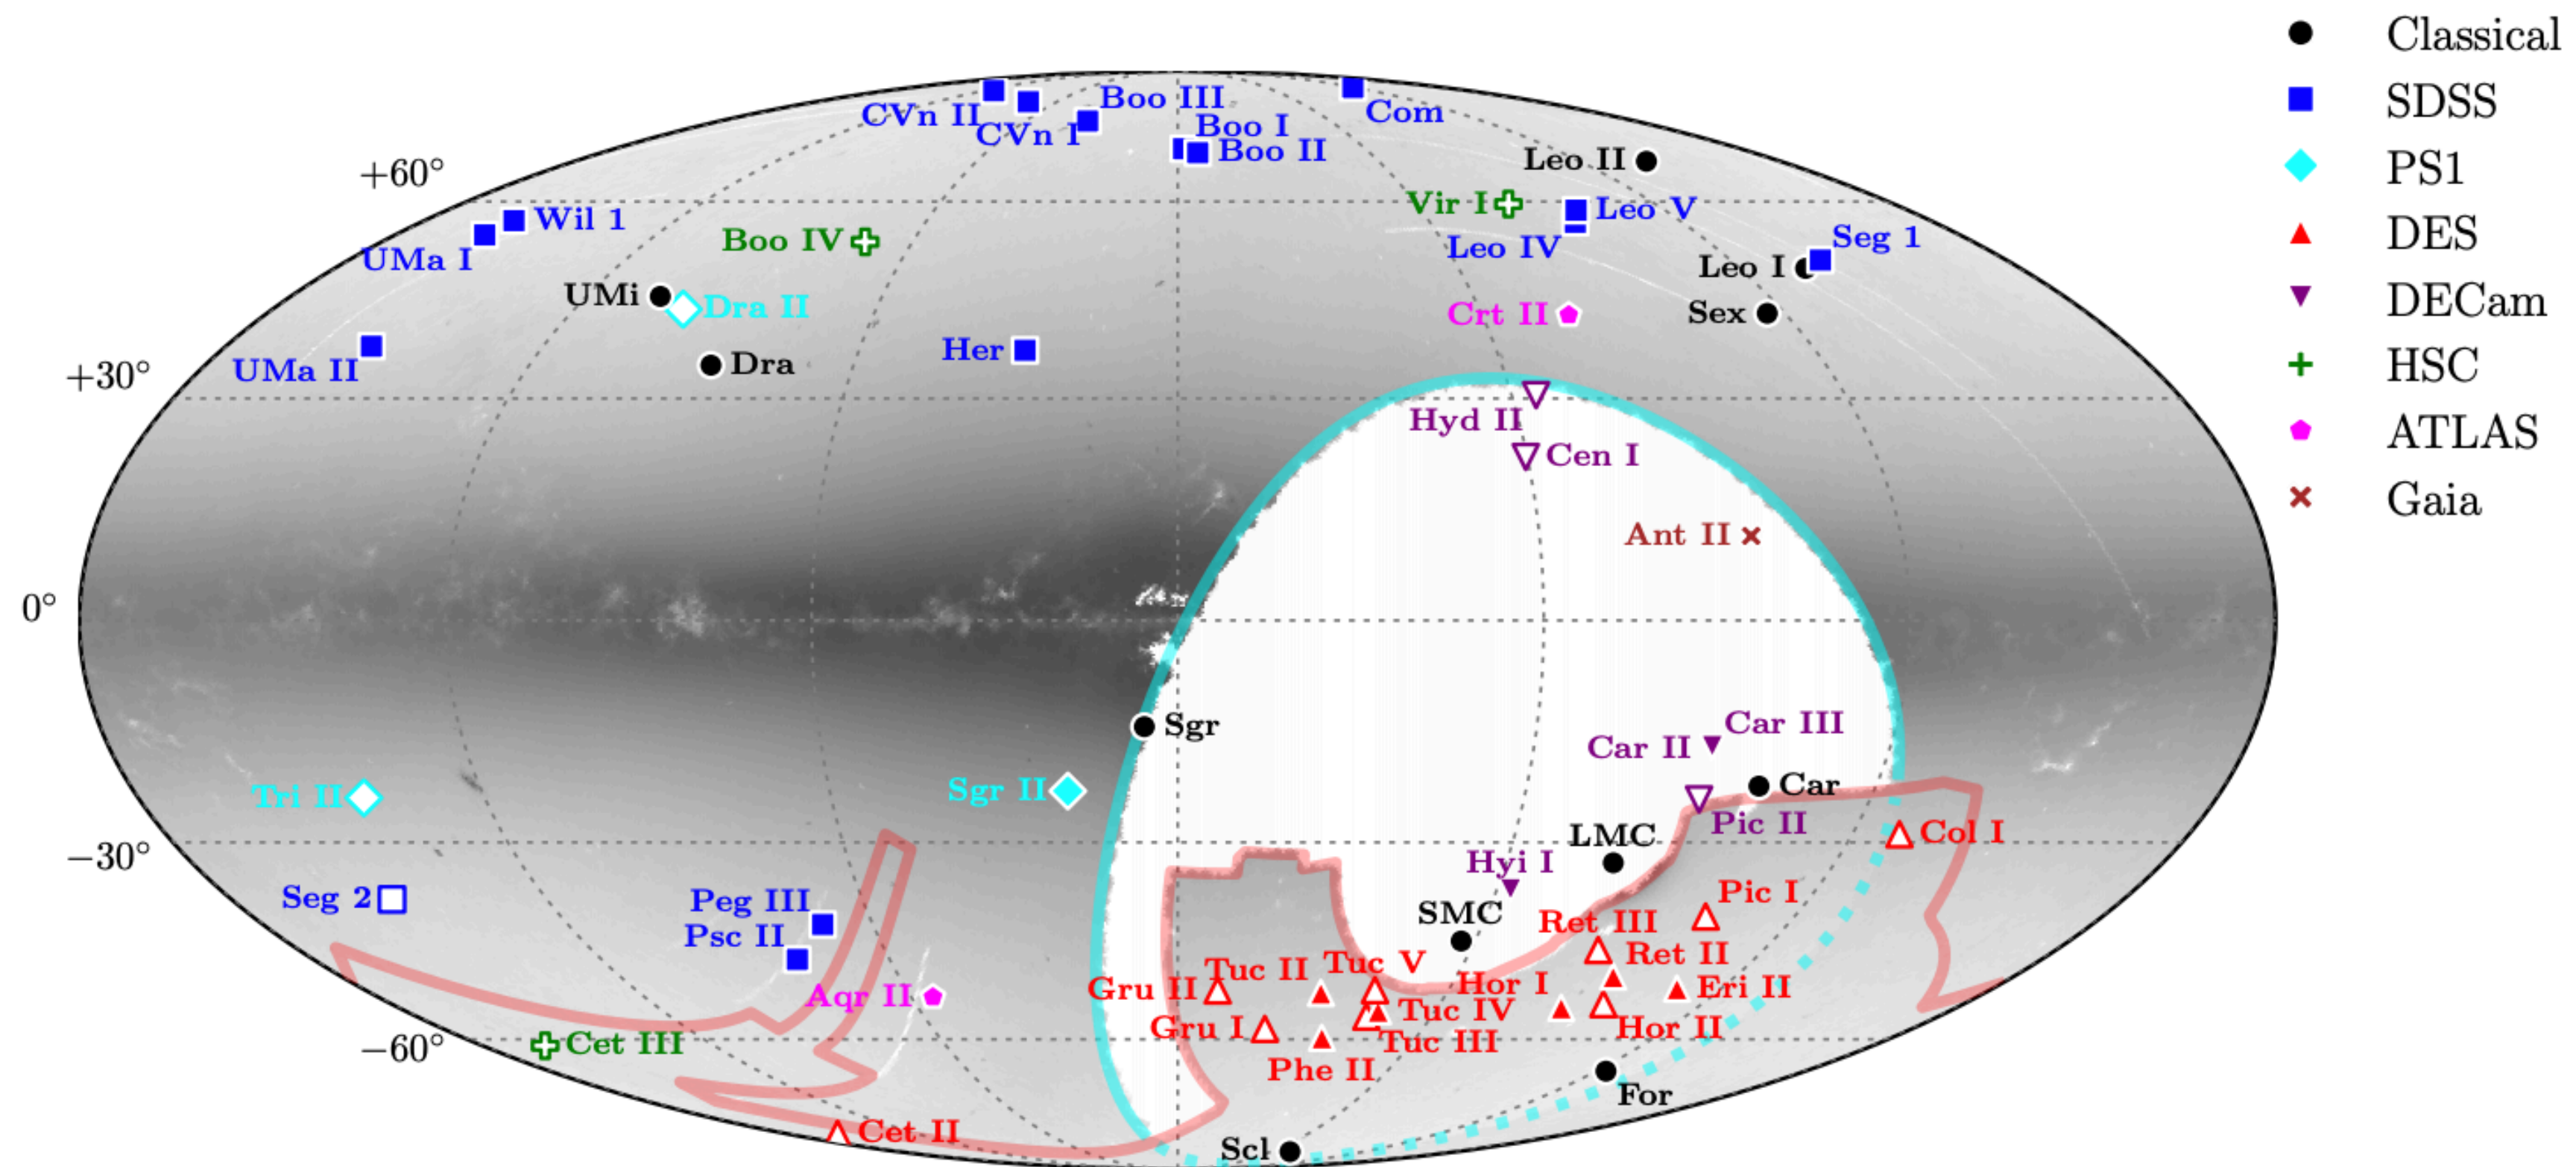 Classical
SDSS
PS1
DES
DECam
HSC
ATLAS
Gaia
+60°
+30°
0°
−30°
−60°
CVn II
CVn I
Boo III
Boo I
Boo II
Com
Leo II
Vir I
Leo V
Leo IV
Seg 1
Leo I
Sex
Crt II
Wil 1
UMa I
Boo IV
UMi
Dra II
Dra
Her
UMa II
Hyd II
Cen I
Ant II
Sgr
Sgr II
Tri II
Car III
Car II
Car
Pic II
LMC
Col I
Hyi I
SMC
Seg 2
Peg III
Psc II
Aqr II
Pic I
Ret III
Ret II
Eri II
Tuc II
Tuc V
Hor I
Gru II
Tuc IV
Gru I
Tuc III
Hor II
Phe II
Cet III
For
Cet II
Scl